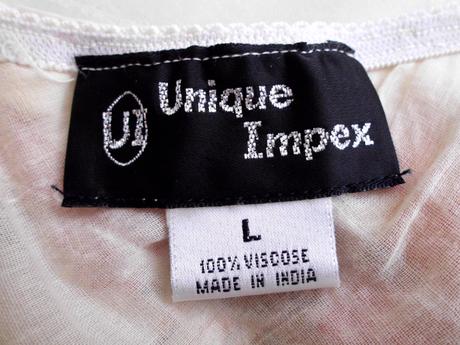 UI
Unique
Impex
L
100% VISCOSE
MADE IN INDIA